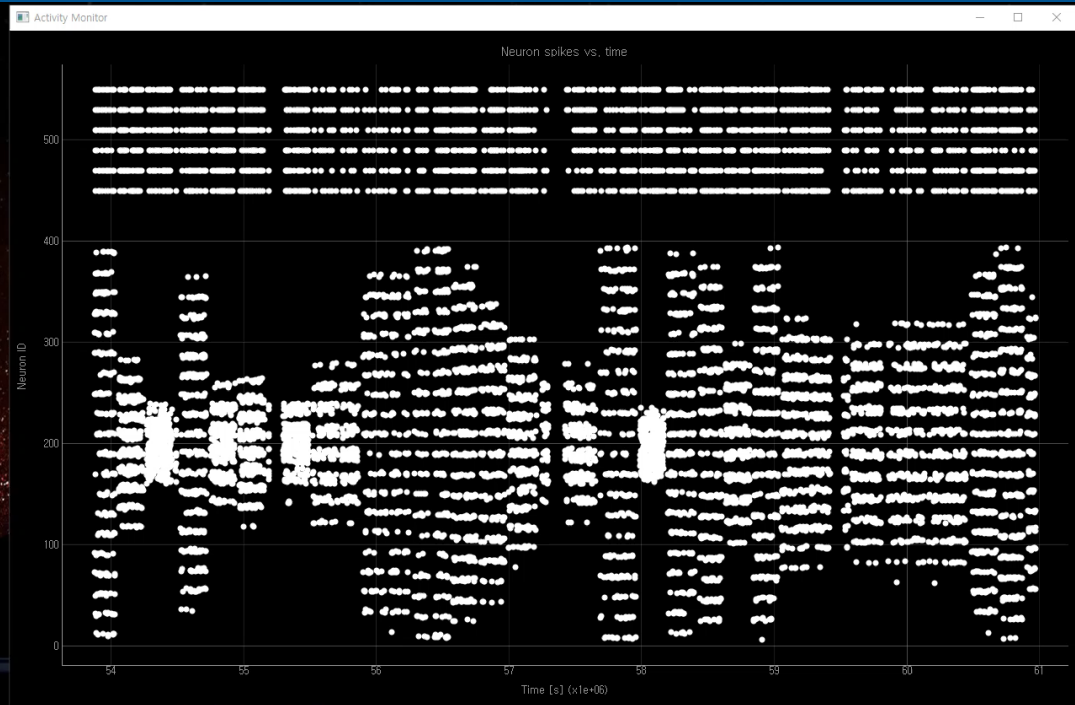 Activity Monitor
Neuron spikes vs, time
500
400
300
200
100
0
Neuron ID
54 55 56 57 58 59 60 61
Time [s] (x1e+06)